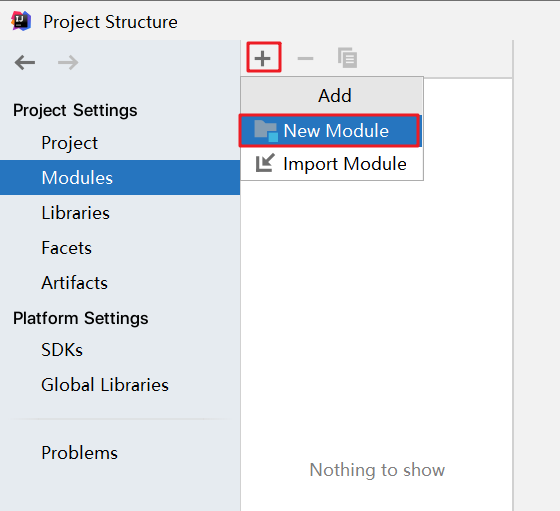 Project Structure
Project Settings
Project
Modules
Libraries
Facets
Artifacts
Platform Settings
SDKs
Global Libraries
Problems
Add
New Module
Import Module
Nothing to show